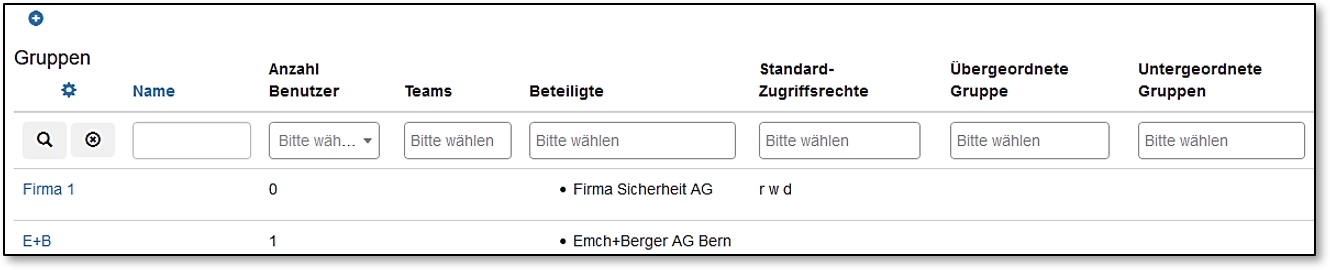 Gruppen
Name
Anzahl
Benutzer
Teams
Beteiligte
Standard-
Zugriffsrechte
Übergeordnete
Gruppe
Untergeordnete
Gruppen
Bitte wäh… Bitte wählen Bitte wählen Bitte wählen Bitte wählen Bitte wählen
Firma 1 0 • Firma Sicherheit AG r w d
E+B 1 • Emch+Berger AG Bern